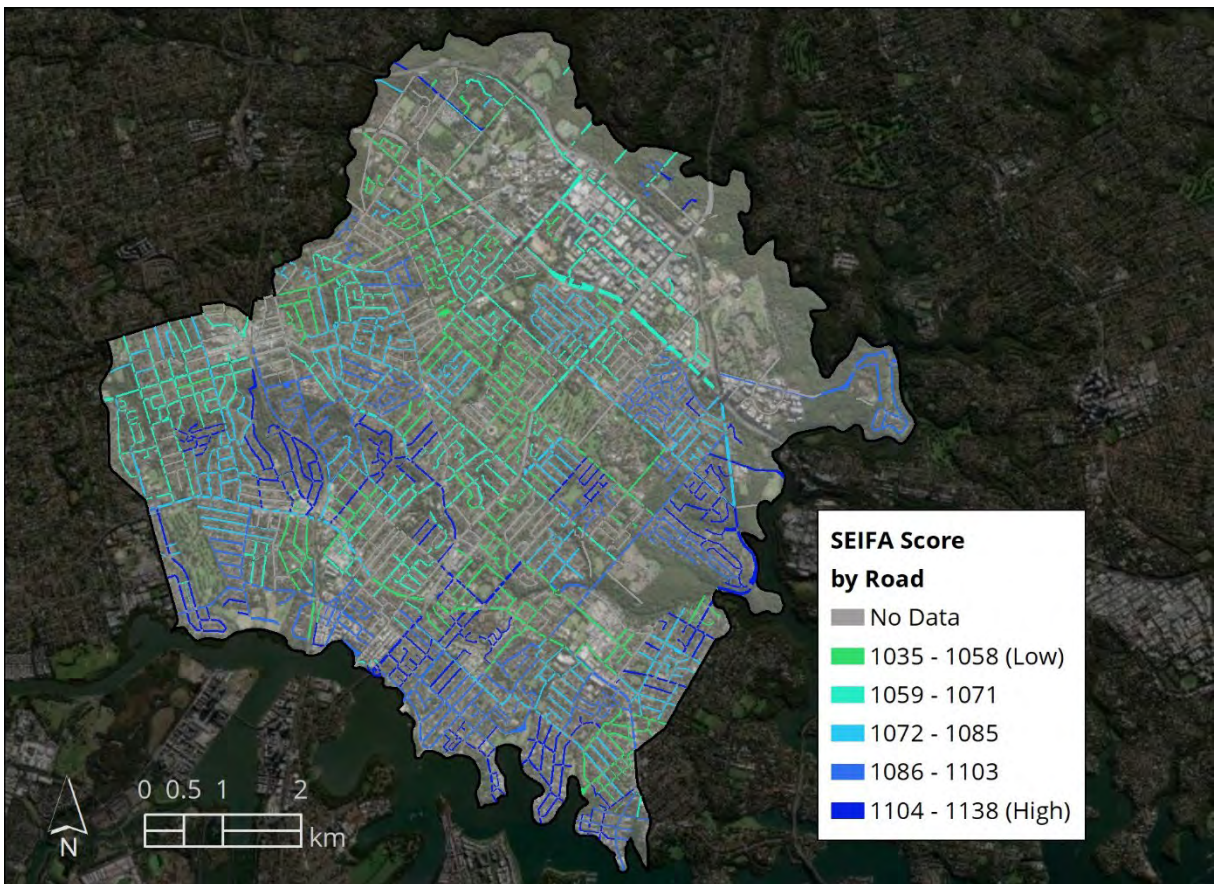 SEIFA Score
by Road
No Data
1035 - 1058 (Low)
1059 - 1071
1072 - 1085
1086 - 1103
1104 - 1138 (High)
0 0.5 1 2
km
N